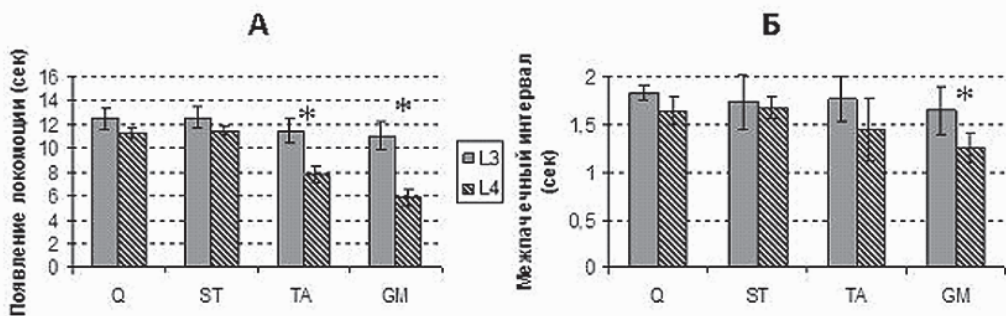 А
Появление локомоции (сек)
16
14
12
10
8
6
4
2
0
*
*
Q ST TA GM
L3
L4
Б
Межпачечный интервал
(сек)
2
1,5
1
0,5
0
*
Q ST TA GM